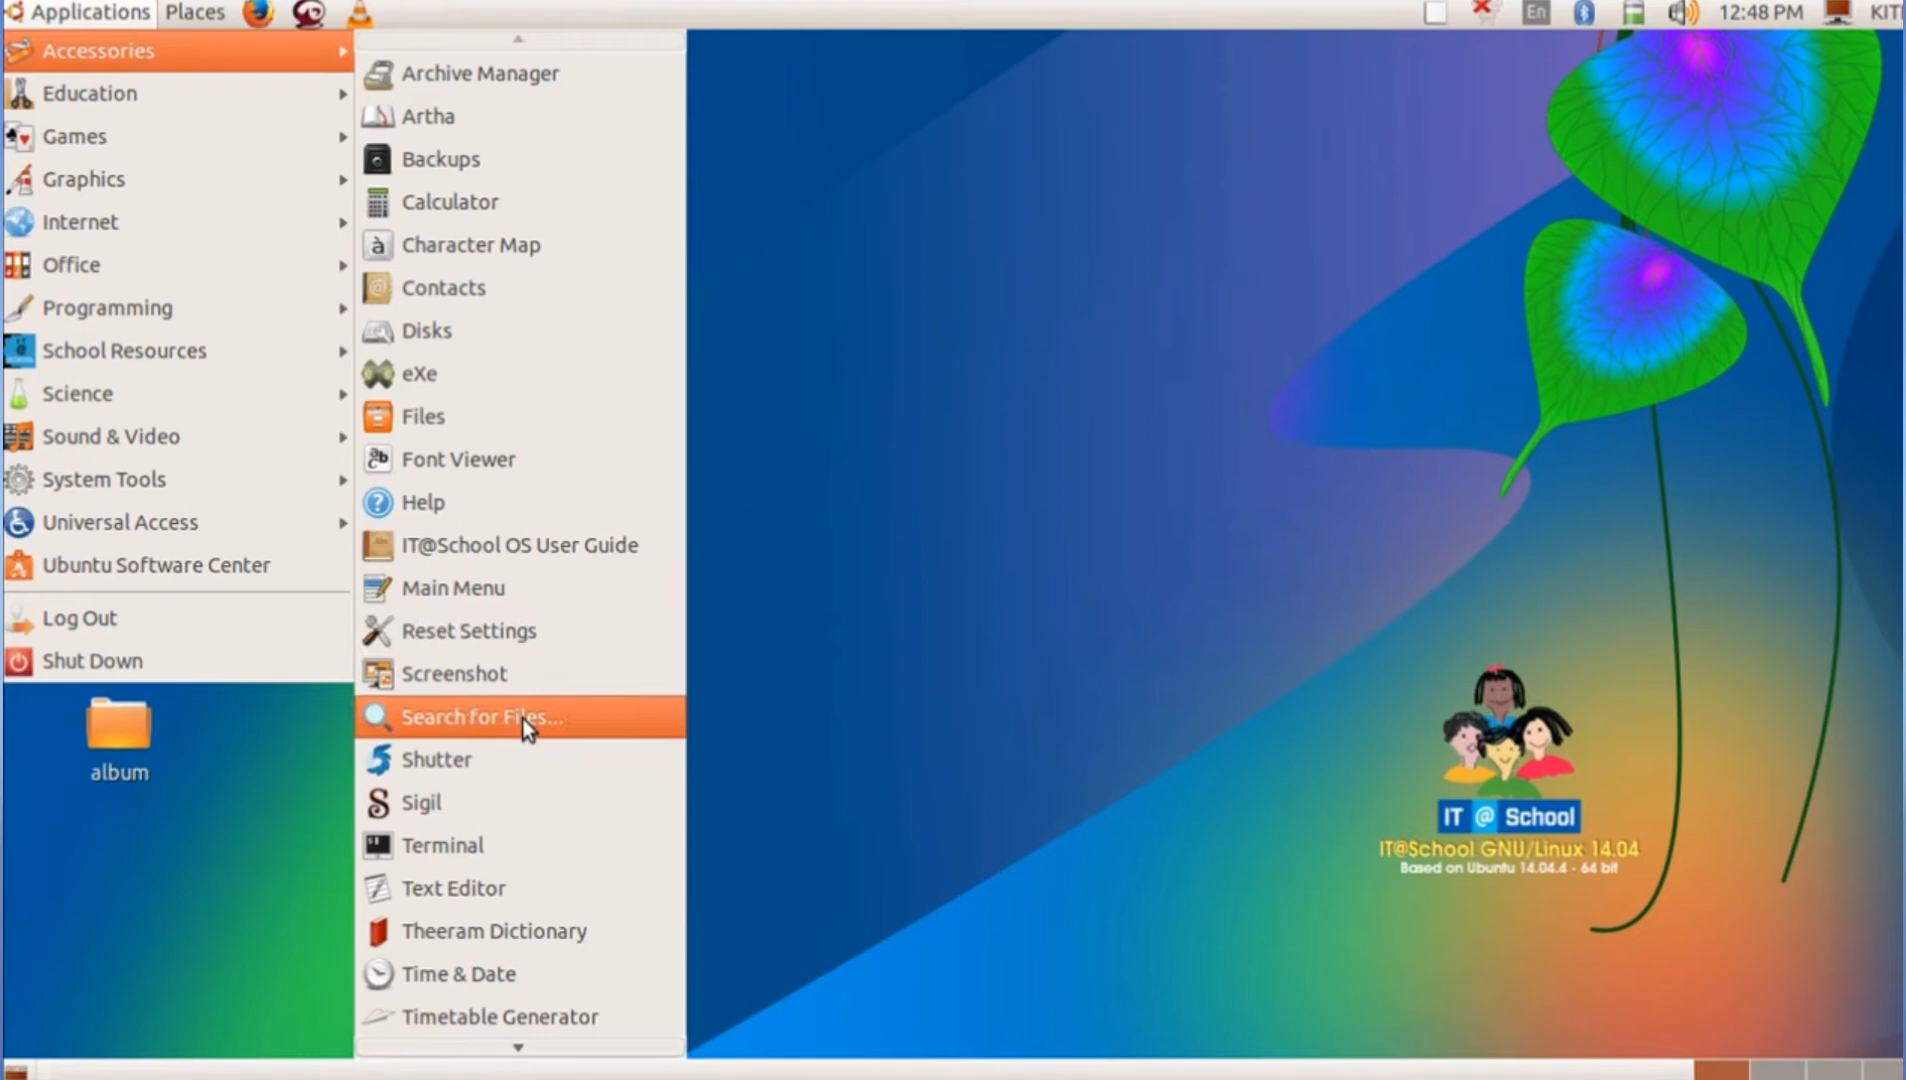 Applications Places
En 12:48 PM
Accessories
Education
Games
Graphics
Internet
Office
Programming
School Resources
Science
Sound & Video
System Tools
Universal Access
Ubuntu Software Center
Log Out
Shut Down
album
Archive Manager
Artha
Backups
Calculator
Character Map
Contacts
Disks
eXe
Files
Font Viewer
Help
IT@School OS User Guide
Main Menu
Reset Settings
Screenshot
Search for Files...
Shutter
Sigil
Terminal
Text Editor
Theeram Dictionary
Time & Date
Timetable Generator
IT @ School
IT@School GNU/Linux 14.04
Based on Ubuntu 14.04.4 - 64 bit